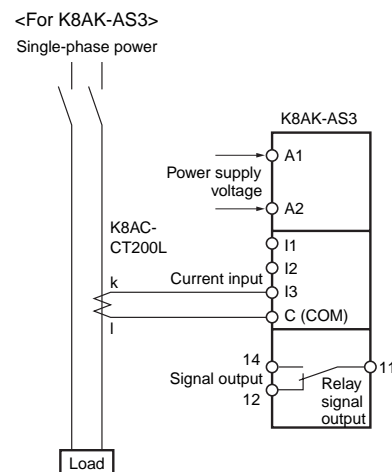 <For K8AK-AS3>
Single-phase power
K8AK-AS3
A1
Power supply
voltage
A2
K8AC-
CT200L
I1
I2
k
Current input
I3
C (COM)
l
14
11
Signal output
Relay
signal
output
12
Load